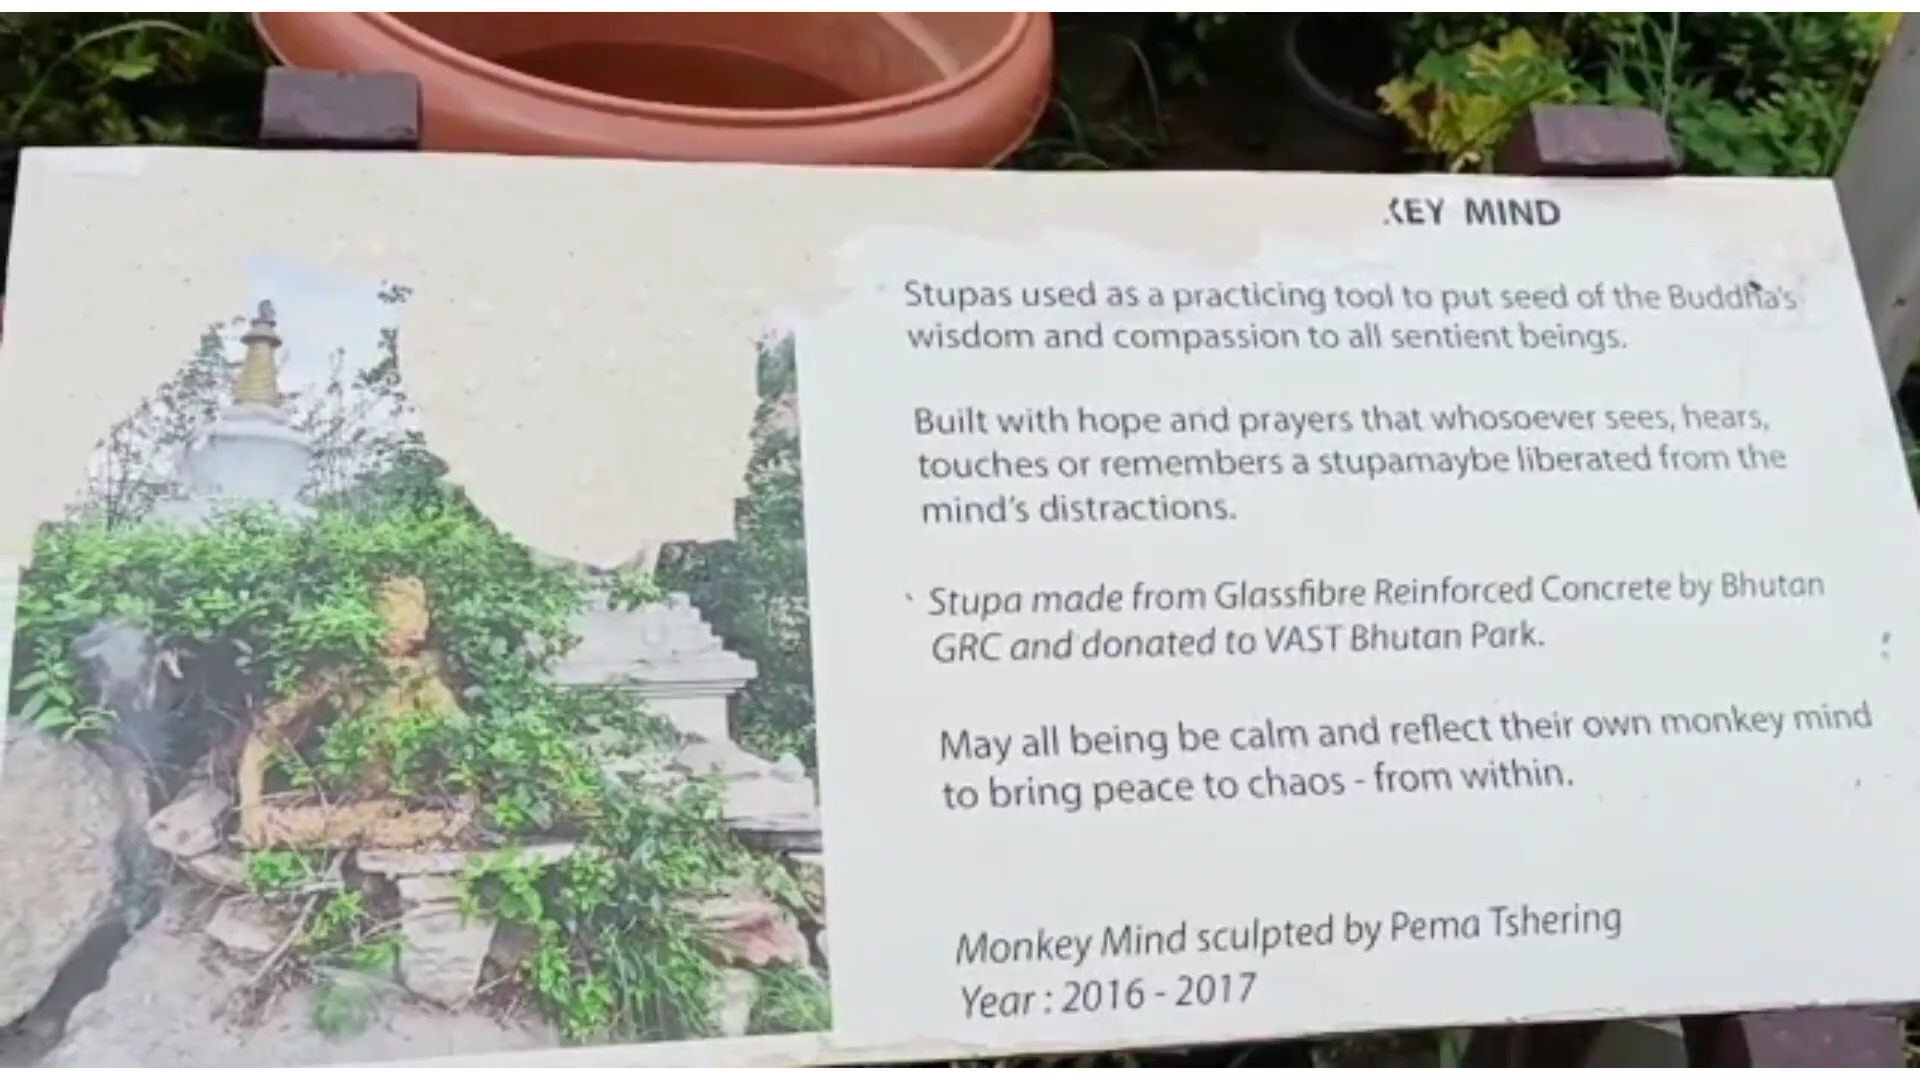 KEY MIND
Stupas used as a practicing tool to put seed of the Buddha's
wisdom and compassion to all sentient beings.
Built with hope and prayers that whosoever sees, hears,
touches or remembers a stupamaybe liberated from the
mind's distractions.
Stupa made from Glassfibre Reinforced Concrete by Bhutan
GRC and donated to VAST Bhutan Park.
May all being be calm and reflect their own monkey mind
to bring peace to chaos - from within.
Monkey Mind sculpted by Pema Tshering
Year : 2016 - 2017